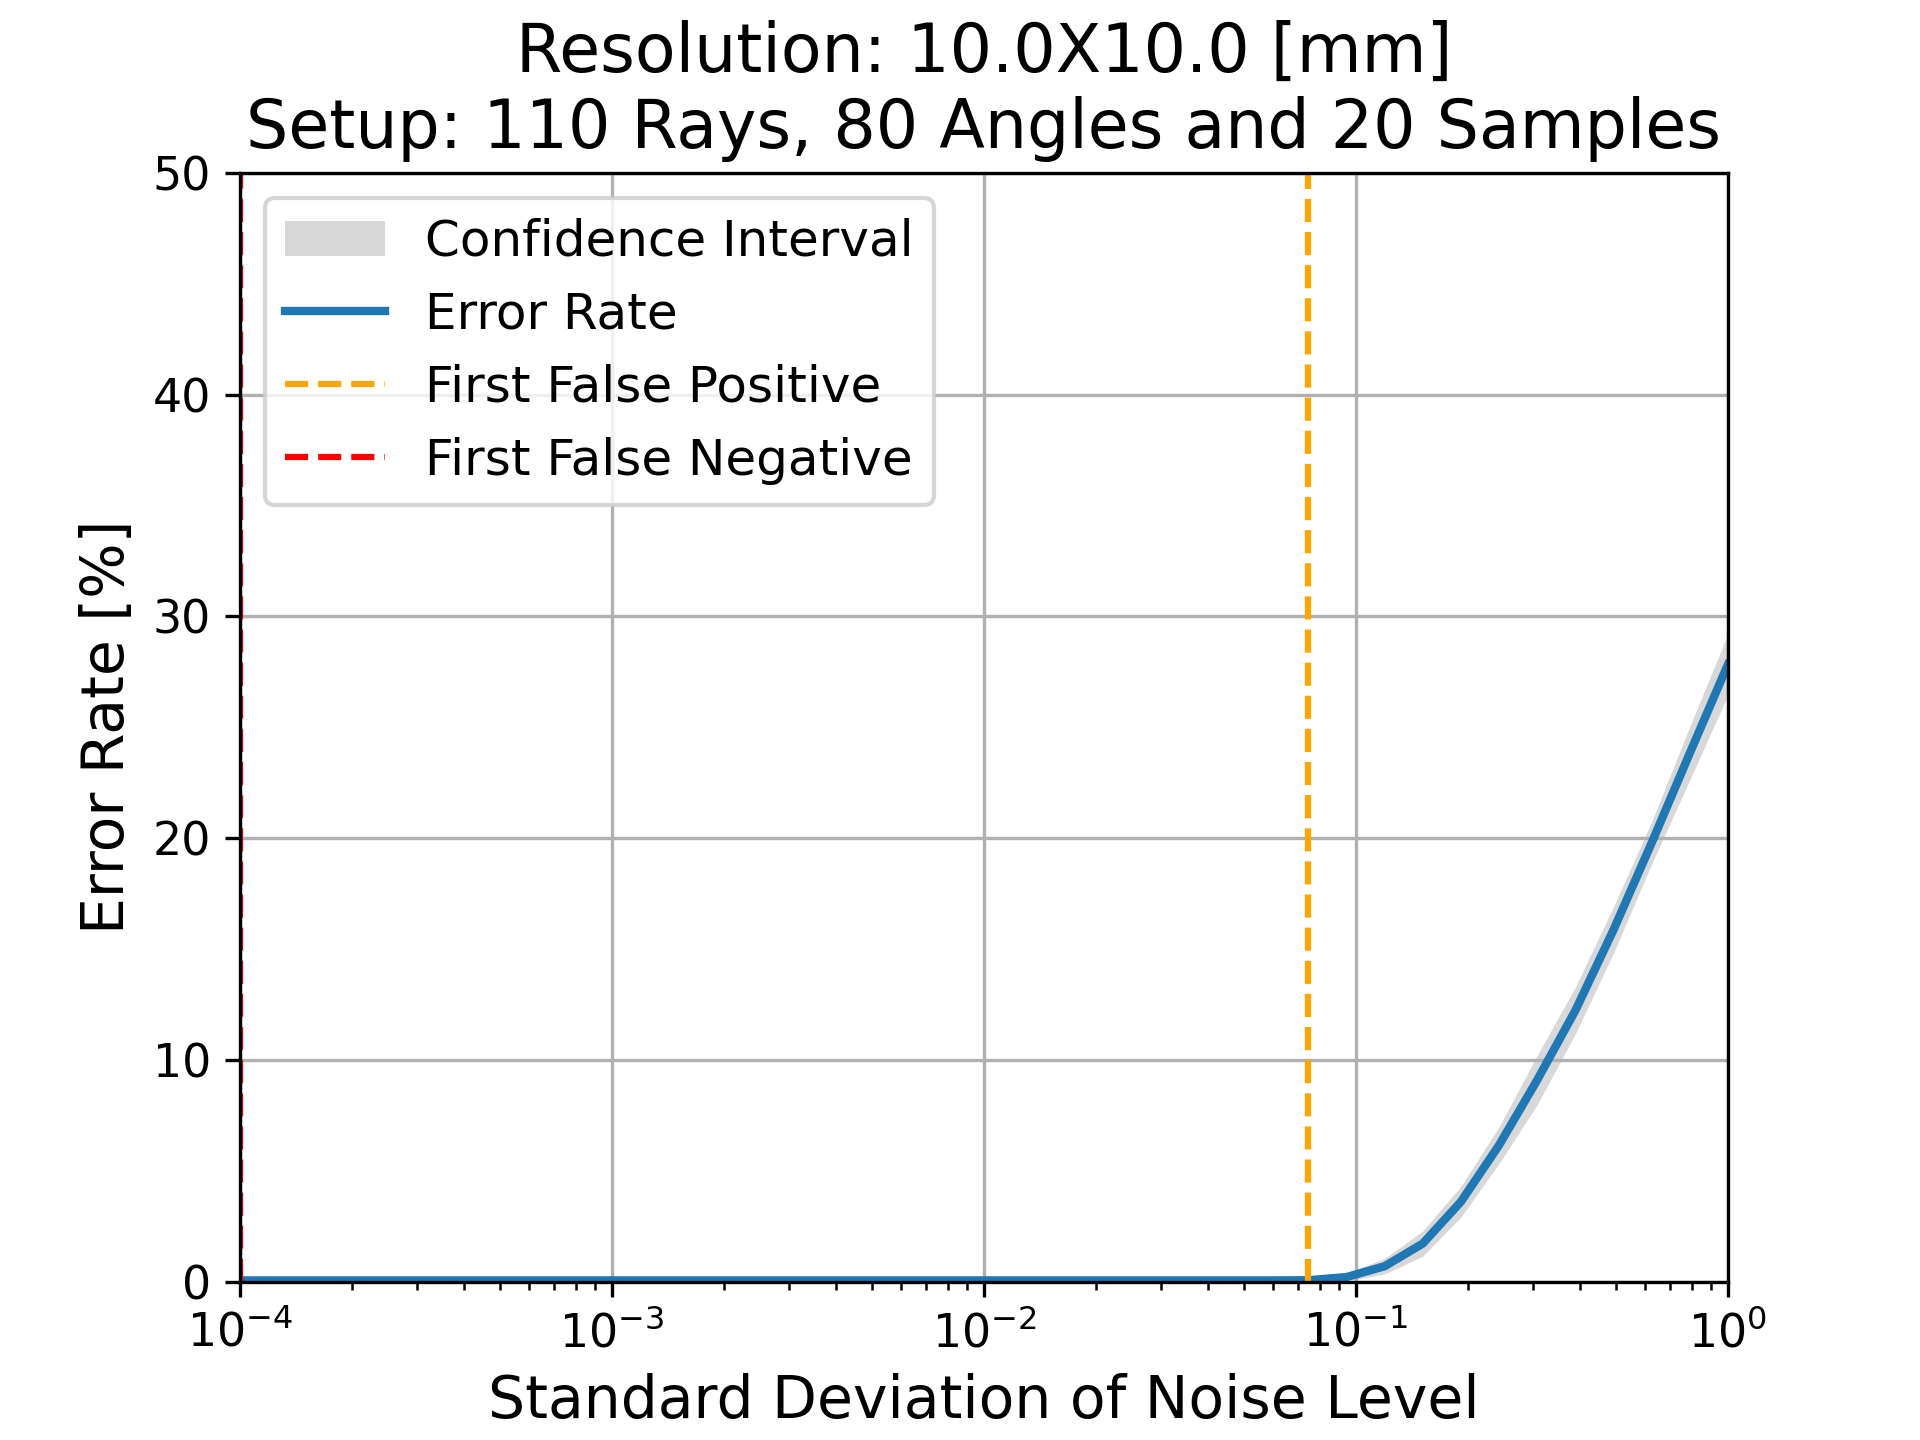 Resolution: 10.0X10.0 [mm]
Setup: 110 Rays, 80 Angles and 20 Samples
50
40
30
20
10
0
Error Rate [%]
Confidence Interval
Error Rate
First False Positive
First False Negative
10⁻⁴ 10⁻³ 10⁻² 10⁻¹ 10⁰
Standard Deviation of Noise Level